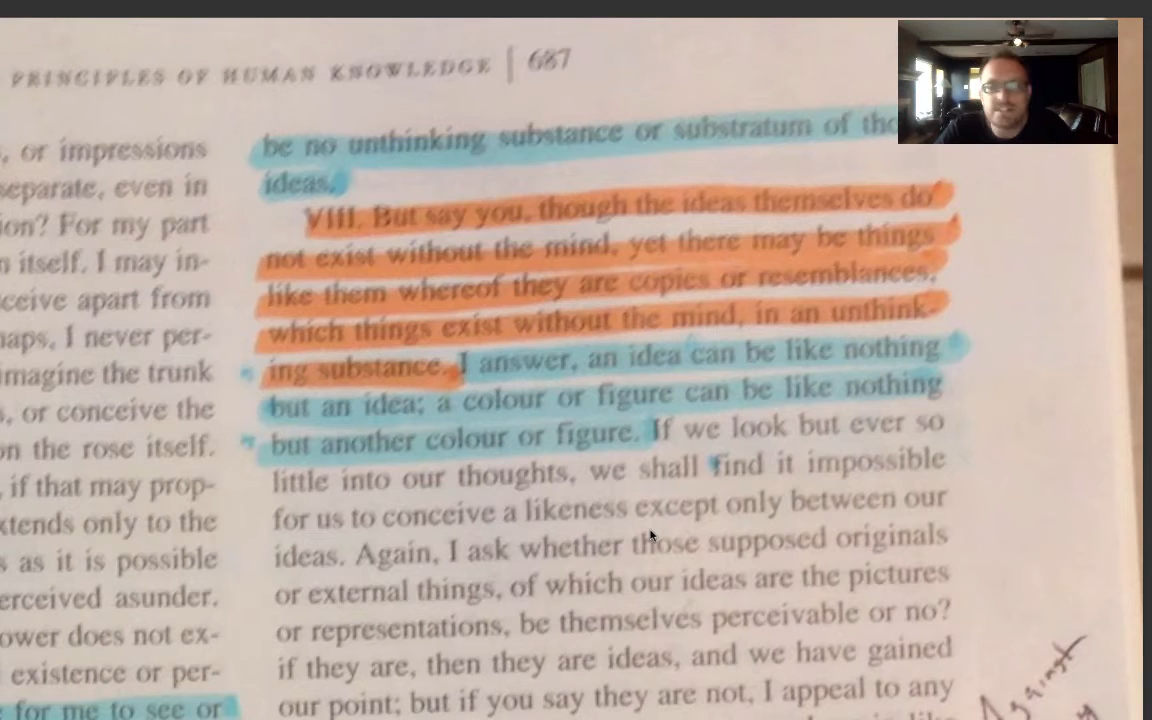 PRINCIPLES OF HUMAN KNOWLEDGE | 687
, or impressions
separate, even in
ion? For my part
n itself. I may in-
ceive apart from
haps, I never per-
imagine the trunk
s, or conceive the
on the rose itself.
, if that may prop-
xtends only to the
s as it is possible
erceived asunder.
ower does not ex-
existence or per-
for me to see or
be no unthinking substance or substratum of
ideas.
VIII. But say you, though the ideas themselves do
not exist without the mind, yet there may be things
like them whereof they are copies or resemblances,
which things exist without the mind, in an unthink-
ing substance. I answer, an idea can be like nothing
but an idea; a colour or figure can be like nothing
but another colour or figure. If we look but ever so
little into our thoughts, we shall find it impossible
for us to conceive a likeness except only between our
ideas. Again, I ask whether those supposed originals
or external things, of which our ideas are the pictures
or representations, be themselves perceivable or no?
if they are, then they are ideas, and we have gained
our point; but if you say they are not, I appeal to any
Against